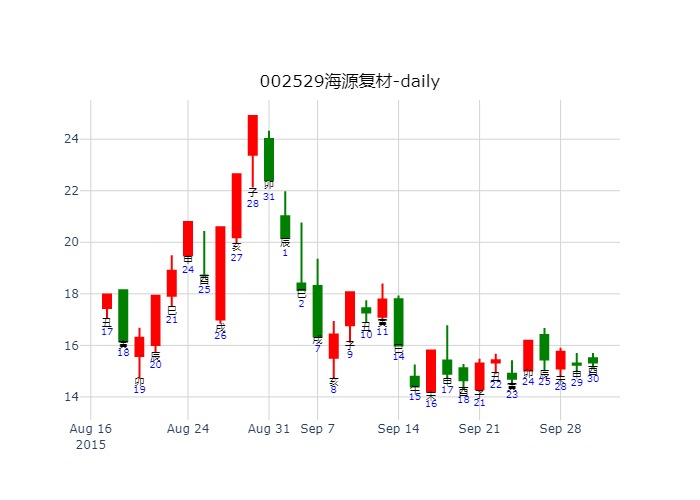 002529海源复材-daily
24
22
20
18
16
14
丑
17
寅
18
卯
19
辰
20
巳
21
申
24
酉
25
戌
26
亥
27
子
28
卯
31
辰
1
巳
2
戌
7
亥
8
子
9
丑
10
寅
11
巳
14
午
15
未
16
申
17
酉
18
子
21
丑
22
寅
23
卯
24
辰
25
未
28
申
29
酉
30
Aug 16
2015
Aug 24
Aug 31
Sep 7
Sep 14
Sep 21
Sep 28